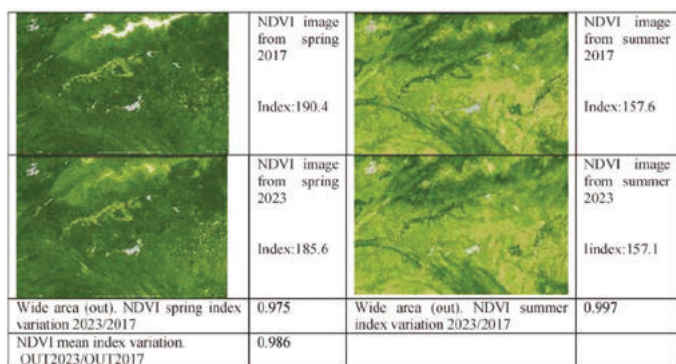 NDVI image
from spring
2017
Index:190.4
NDVI image
from summer
2017
Index:157.6
NDVI image
from spring
2023
Index:185.6
NDVI image
from summer
2023
Iindex:157.1
Wide area (out). NDVI spring index
variation 2023/2017
0.975
Wide area (out). NDVI summer
index variation 2023/2017
0.997
NDVI mean index variation.
OUT2023/OUT2017
0.986